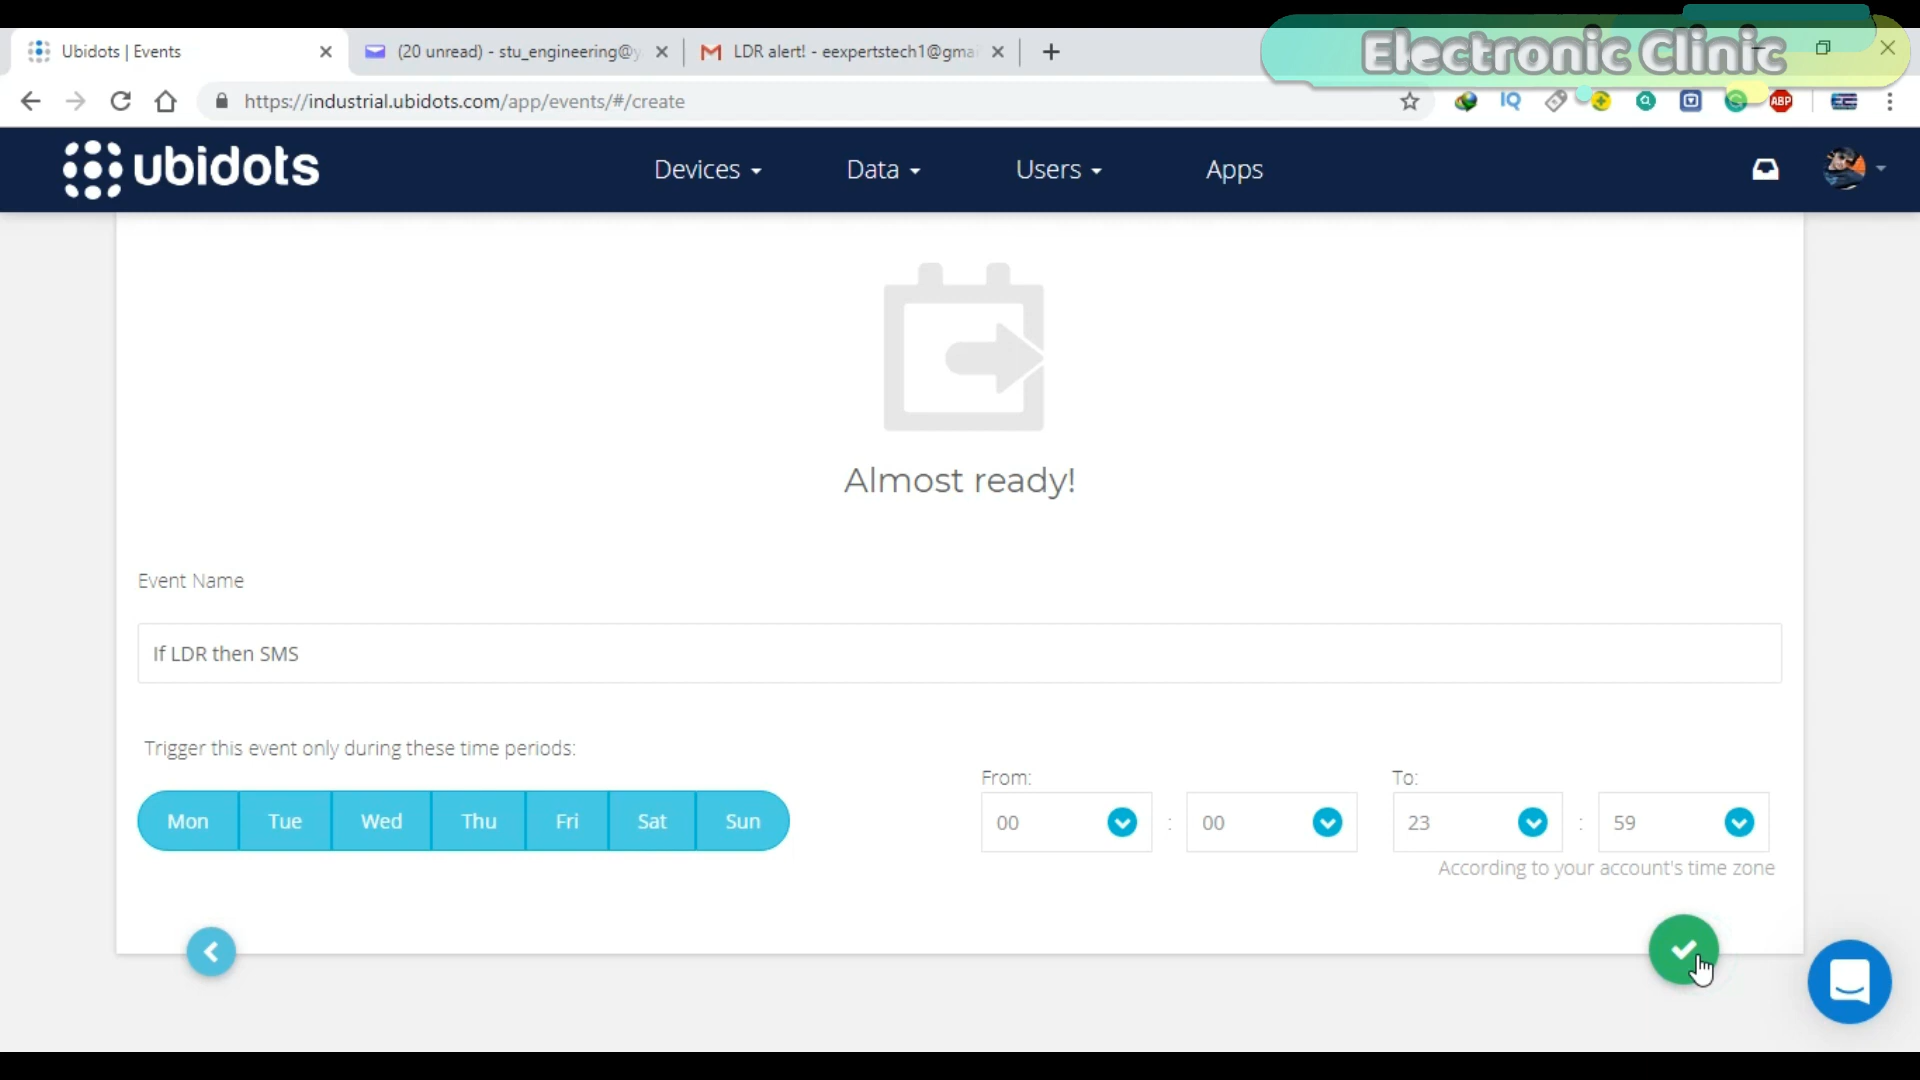 Ubidots | Events
(20 unread) - stu_engineering@y
LDR alert! - eexpertstech1@gmai
Electronic Clinic
https://industrial.ubidots.com/app/events/#/create
IQ
ABP
ubidots
Devices
Data
Users
Apps
Almost ready!
Event Name
If LDR then SMS
Trigger this event only during these time periods:
From:
To:
Mon Tue Wed Thu Fri Sat Sun
00 : 00
23 : 59
According to your account's time zone